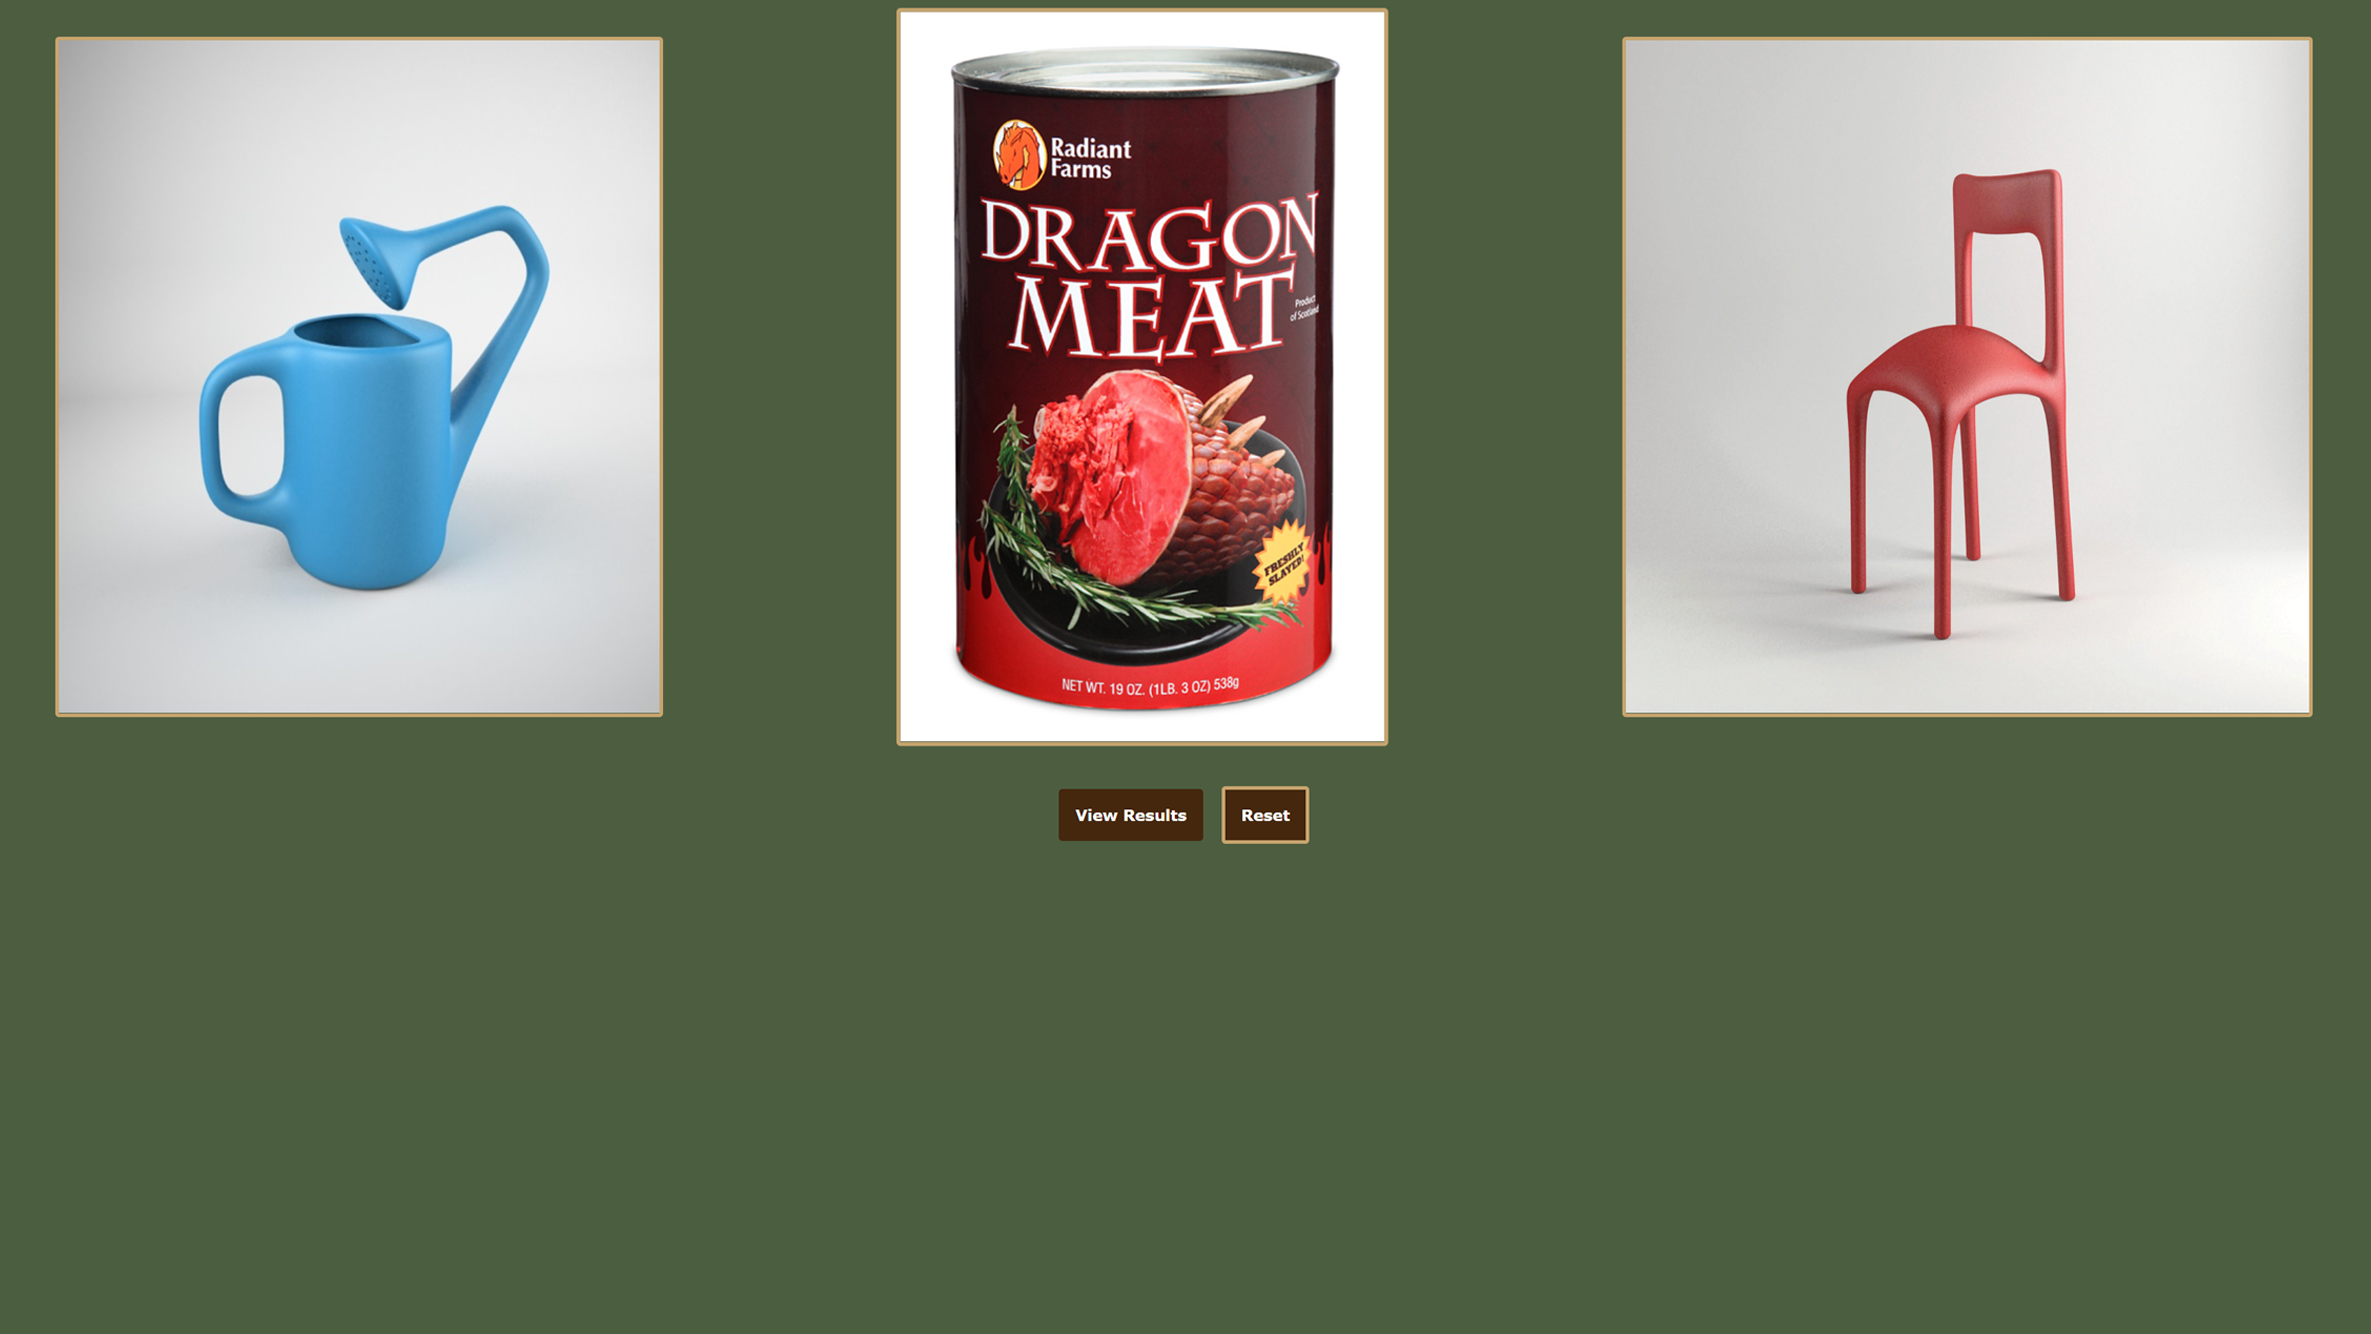 Radiant
Farms
DRAGON
MEAT
Product
of Scotland
FRESHLY
SLAYED!
NET WT. 19 OZ. (1LB. 3 OZ) 538g
View Results
Reset